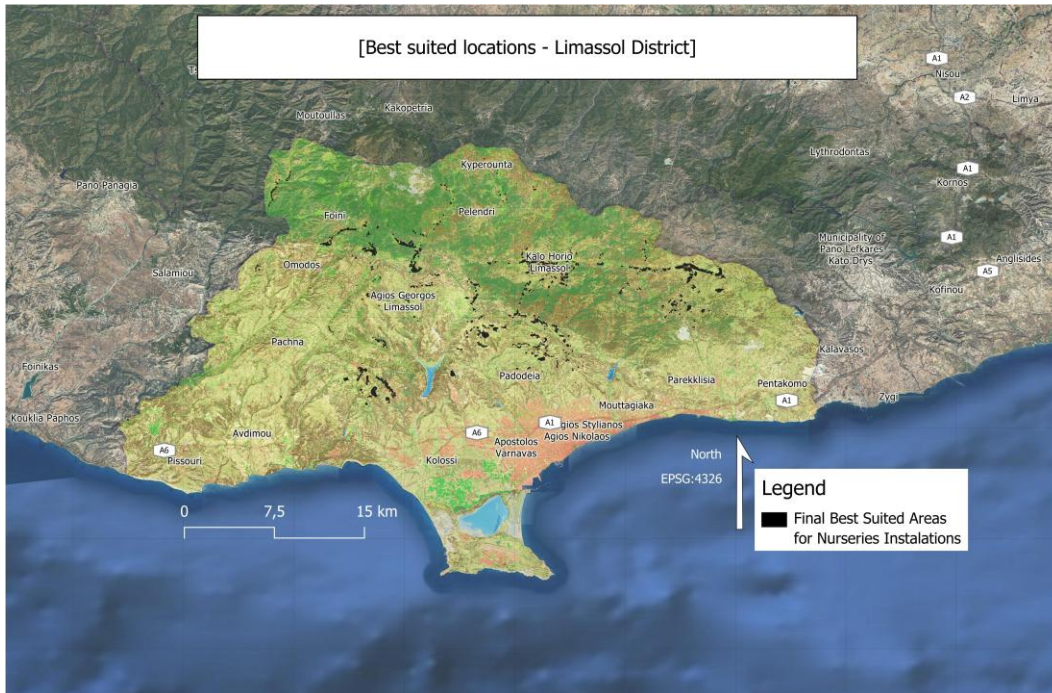 [Best suited locations - Limassol District]
A1
Nisou
A2
Limya
Kakopetria
Moutoullas
Lythrodontas
Kyperounta
A1
Kornos
Pano Panagia
Foini
Pelendri
A1
Municipality of
Pano Lefkares
Kato Drys
Kalo Horio
Limassol
Anglisides
A5
Omodos
Salamiou
Kofinou
Agios Georgos
Limassol
Pachna
Kalavasos
Foinikas
Padodeia
Parekklisia
Pentakomo
Zygi
A1
Mouttagiaka
Kouklia Paphos
A1
gios Stylianos
Agios Nikolaos
A6
Avdimou
Apostolos
Varnavas
A6
Pissouri
Kolossi
North
EPSG:4326
Legend
Final Best Suited Areas
for Nurseries Instalations
0 7,5 15 km